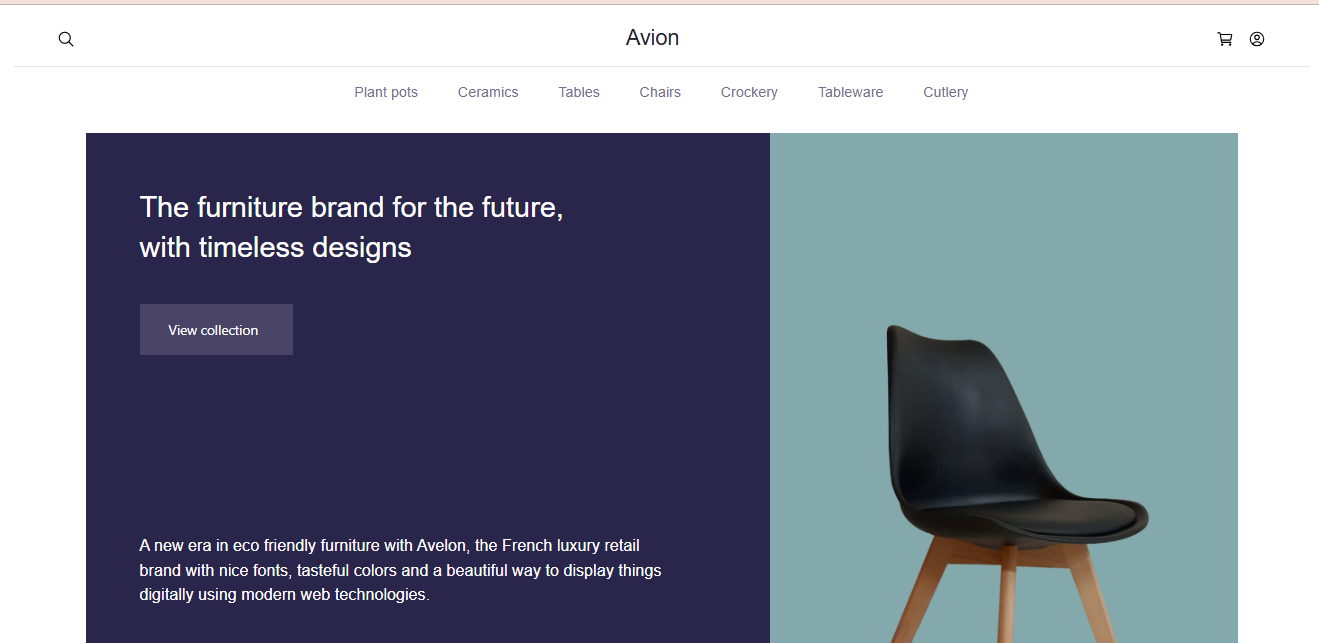 Avion
Plant pots Ceramics Tables Chairs Crockery Tableware Cutlery
The furniture brand for the future,
with timeless designs
View collection
A new era in eco friendly furniture with Avelon, the French luxury retail
brand with nice fonts, tasteful colors and a beautiful way to display things
digitally using modern web technologies.